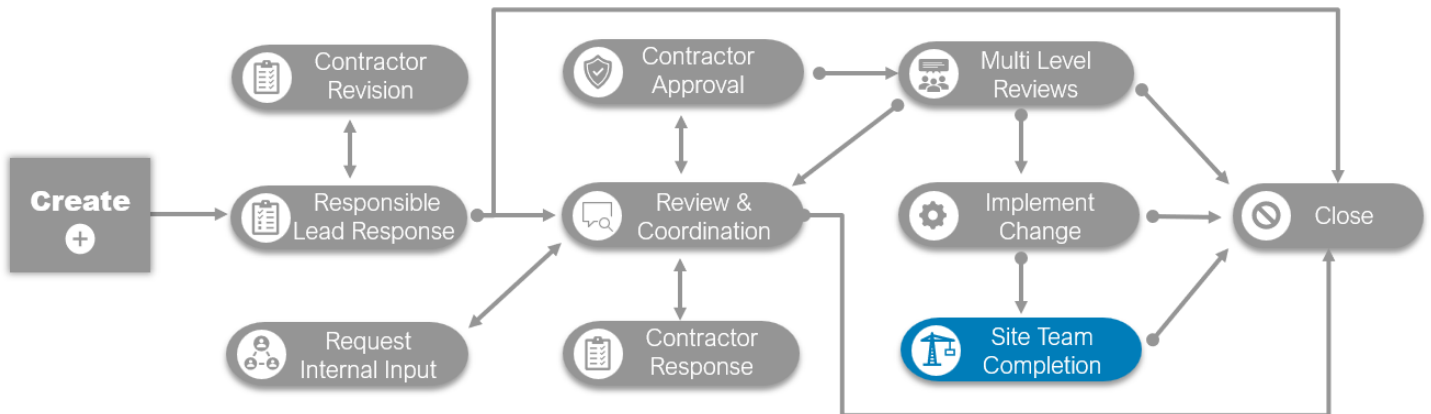 Contractor
Revision
Contractor
Approval
Multi Level
Reviews
Create
Responsible
Lead Response
Review &
Coordination
Implement
Change
Close
Request
Internal Input
Contractor
Response
Site Team
Completion